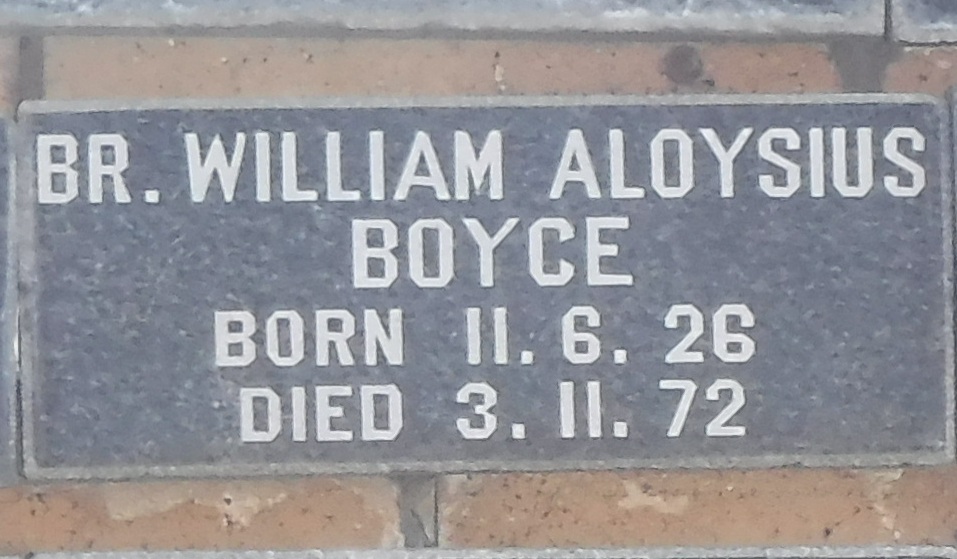 BR. WILLIAM ALOYSIUS
BOYCE
BORN 11. 6. 26
DIED 3. 11. 72